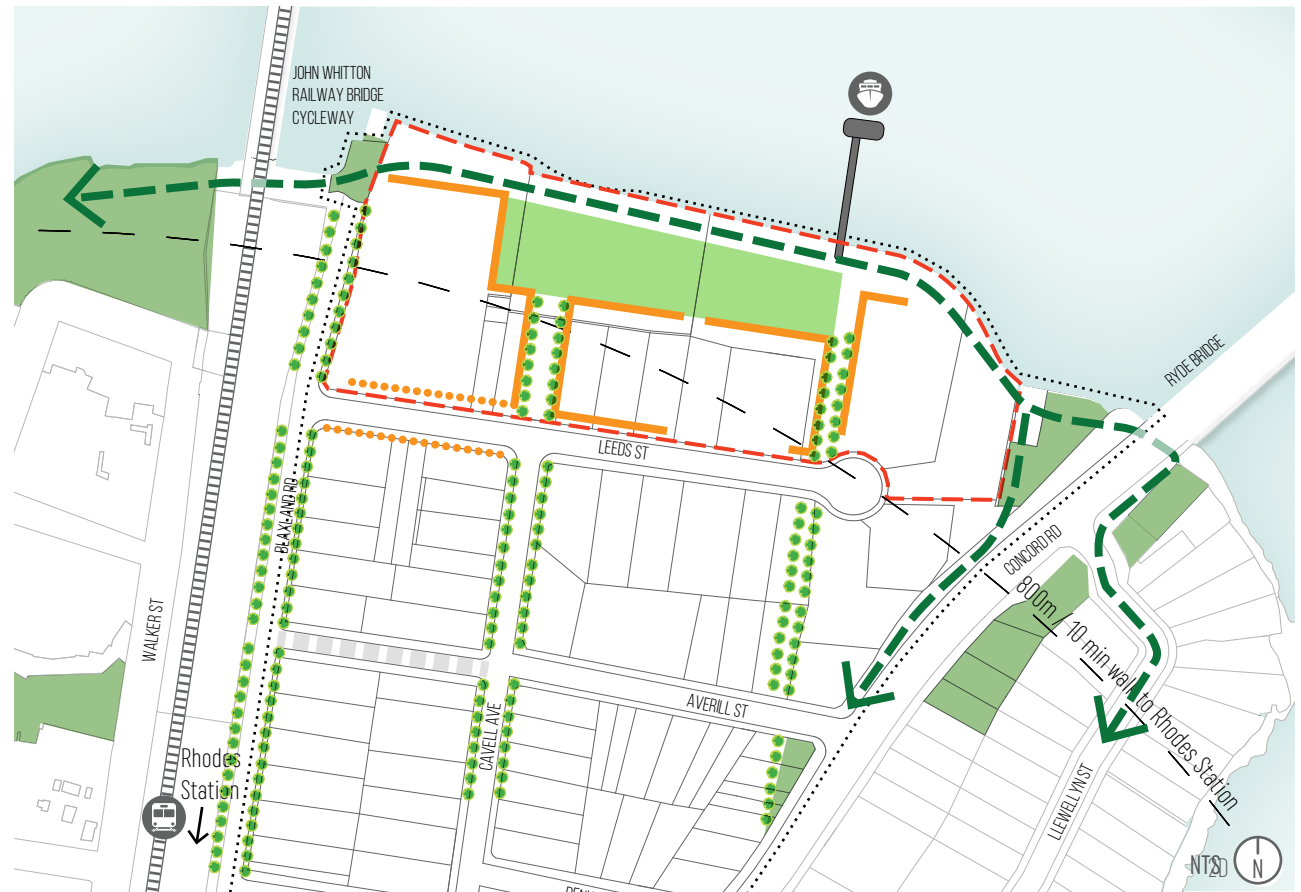 JOHN WHITTON
RAILWAY BRIDGE
CYCLEWAY
RYDE BRIDGE
LEEDS ST
BLAXLAND RD
CONCORD RD
800m / 10 min walk to Rhodes Station
WALKER ST
AVERILL ST
CAVELL AVE
Rhodes
Station
LLEWELLYN ST
NTS
N